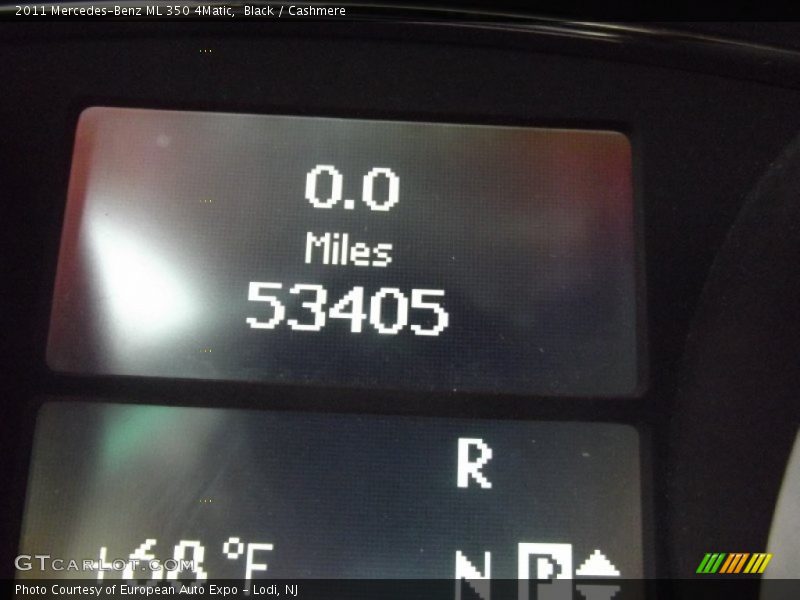 2011 Mercedes-Benz ML 350 4Matic, Black / Cashmere
0.0
Miles
53405
R
+68 °F
N P
GTCARLOT.COM
Photo Courtesy of European Auto Expo - Lodi, NJ